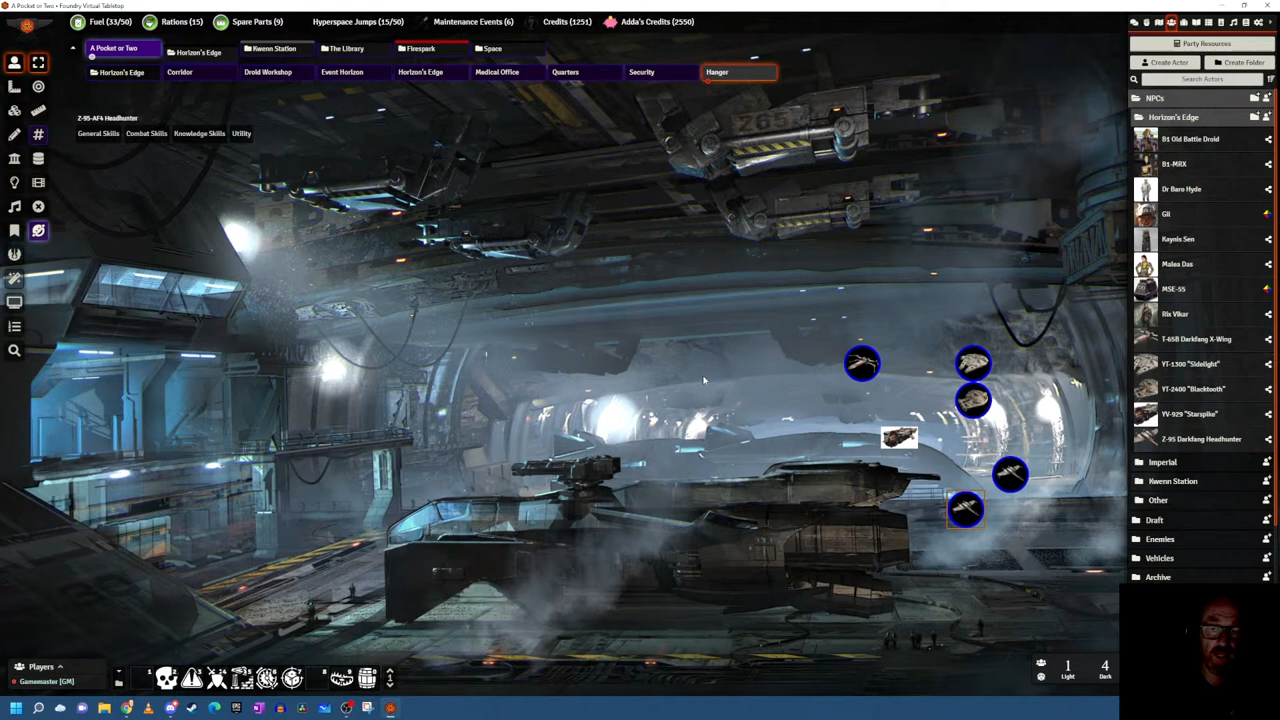 A Pocket or Two • Foundry Virtual Tabletop
Fuel (33/50)
Rations (15)
Spare Parts (9)
Hyperspace Jumps (15/50)
Maintenance Events (6)
Credits (1251)
Adda's Credits (2550)
A Pocket or Two
Horizon's Edge
Kwenn Station
The Library
Firespark
Space
Horizon's Edge
Corridor
Droid Workshop
Event Horizon
Horizon's Edge
Medical Office
Quarters
Security
Hanger
Z-95-AF4 Headhunter
General Skills
Combat Skills
Knowledge Skills
Utility
265
Party Resources
Create Actor
Create Folder
Search Actors
NPCs
Horizon's Edge
B1 Old Battle Droid
B1-MRX
Dr Baro Hyde
Gil
Kaynis Sen
Malea Das
MSE-55
Rix Vikar
T-65B Darkfang X-Wing
YT-1300 "Sidelight"
YT-2400 "Blacktooth"
YV-929 "Starspike"
Z-95 Darkfang Headhunter
Imperial
Kwenn Station
Other
Draft
Enemies
Vehicles
Archive
Players
Gamemaster [GM]
1
3
8
1
1
Light
4
Dark